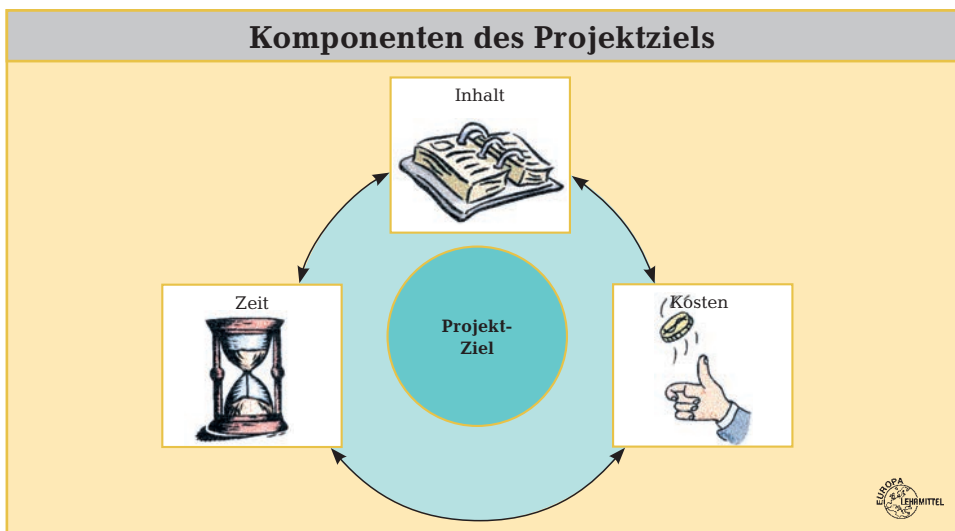 Komponenten des Projektziels
Inhalt
Zeit
Kosten
Projekt-
Ziel
EUROPA
LEHRMITTEL